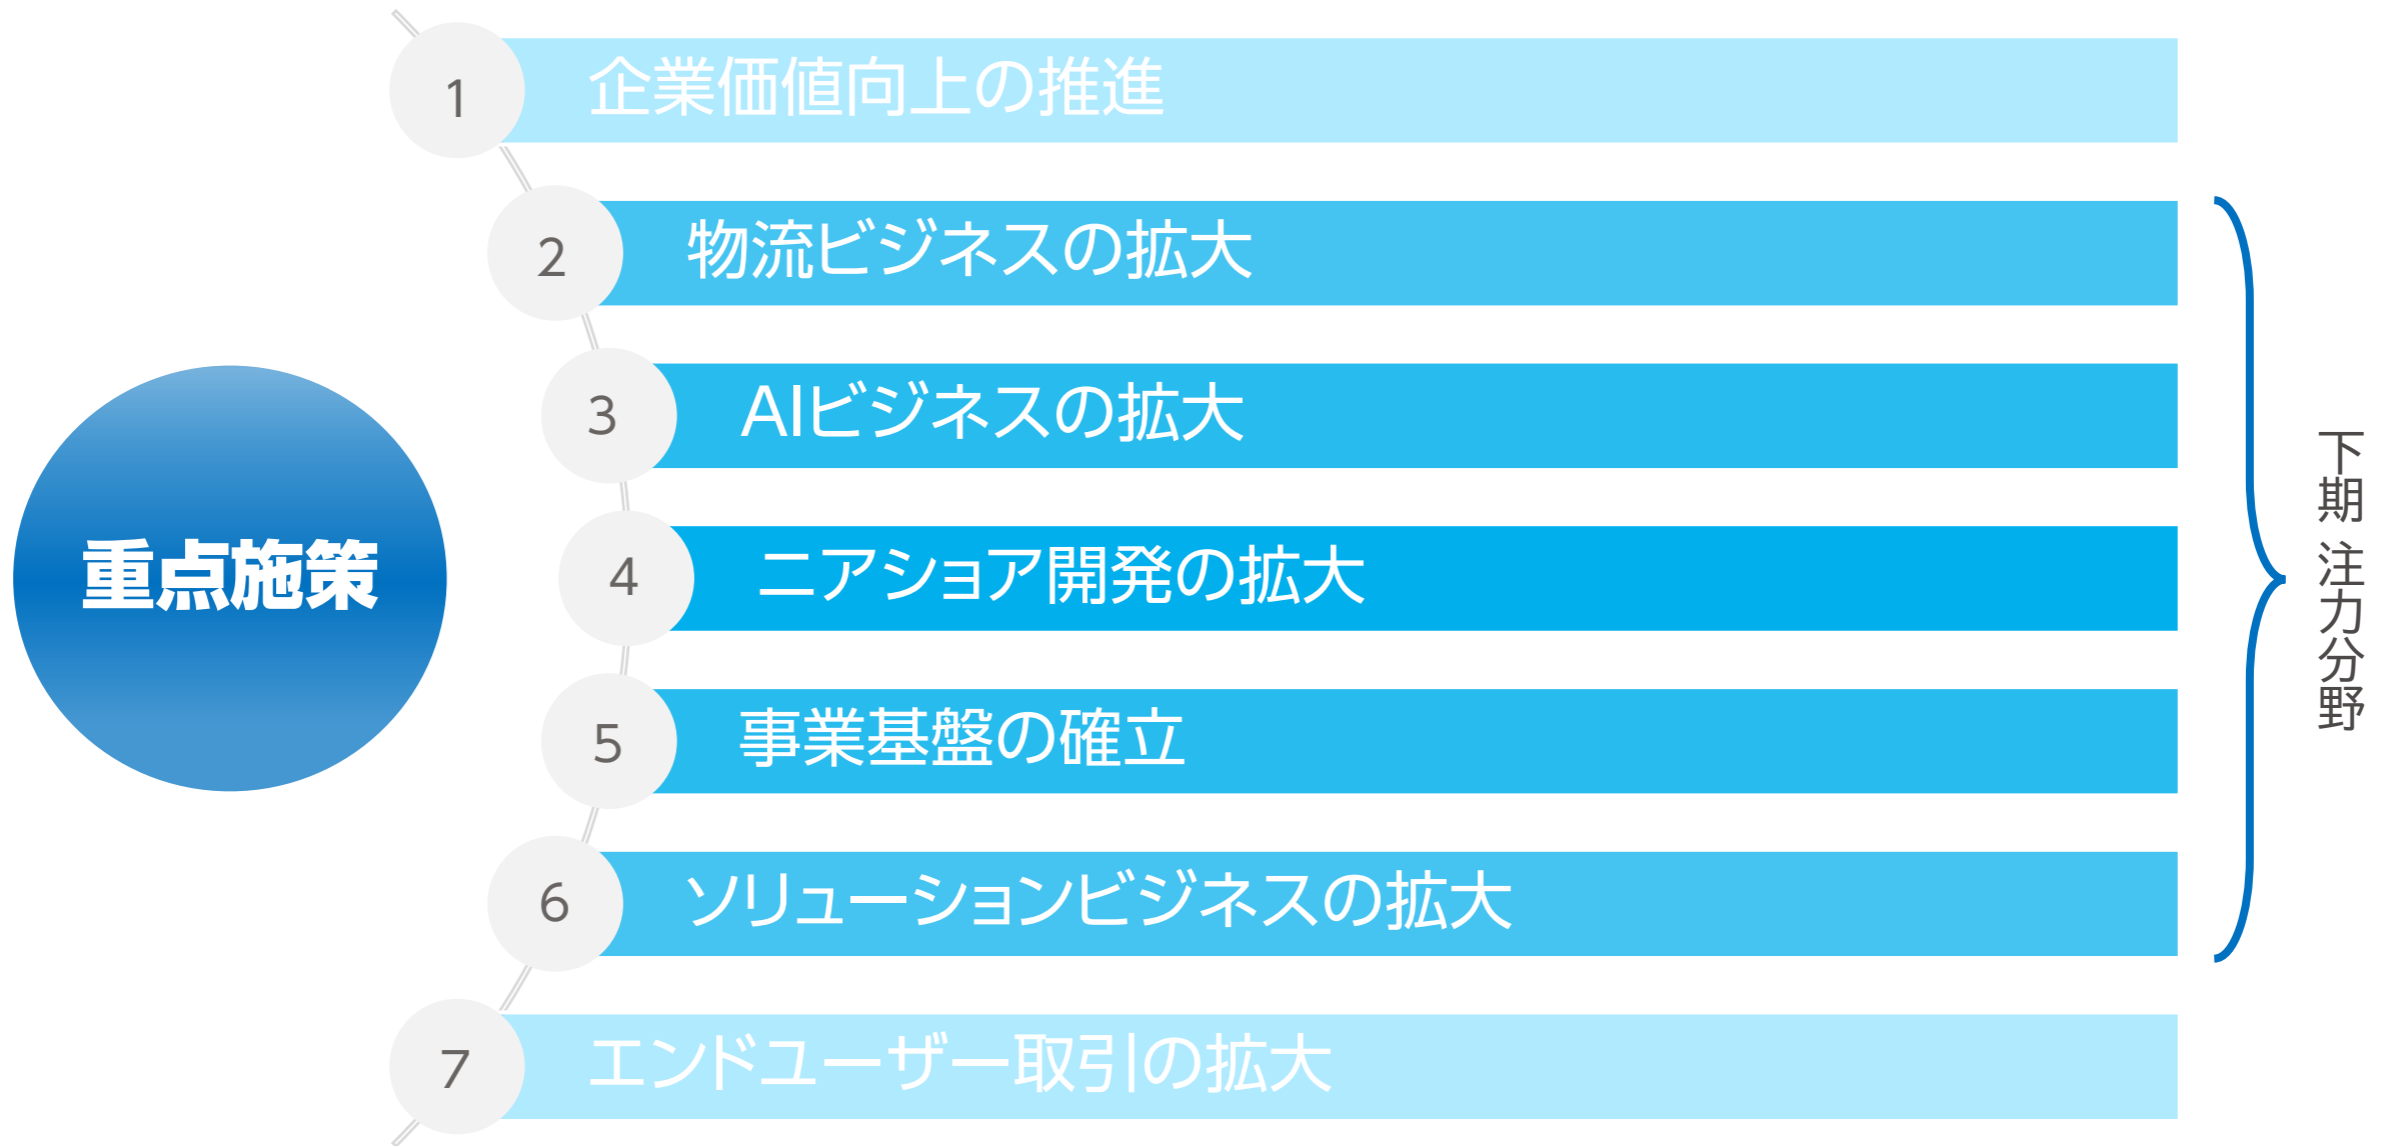 重点施策
1 企業価値向上の推進
2 物流ビジネスの拡大
3 AIビジネスの拡大
4 ニアショア開発の拡大
5 事業基盤の確立
6 ソリューションビジネスの拡大
7 エンドユーザー取引の拡大
下期 注力分野